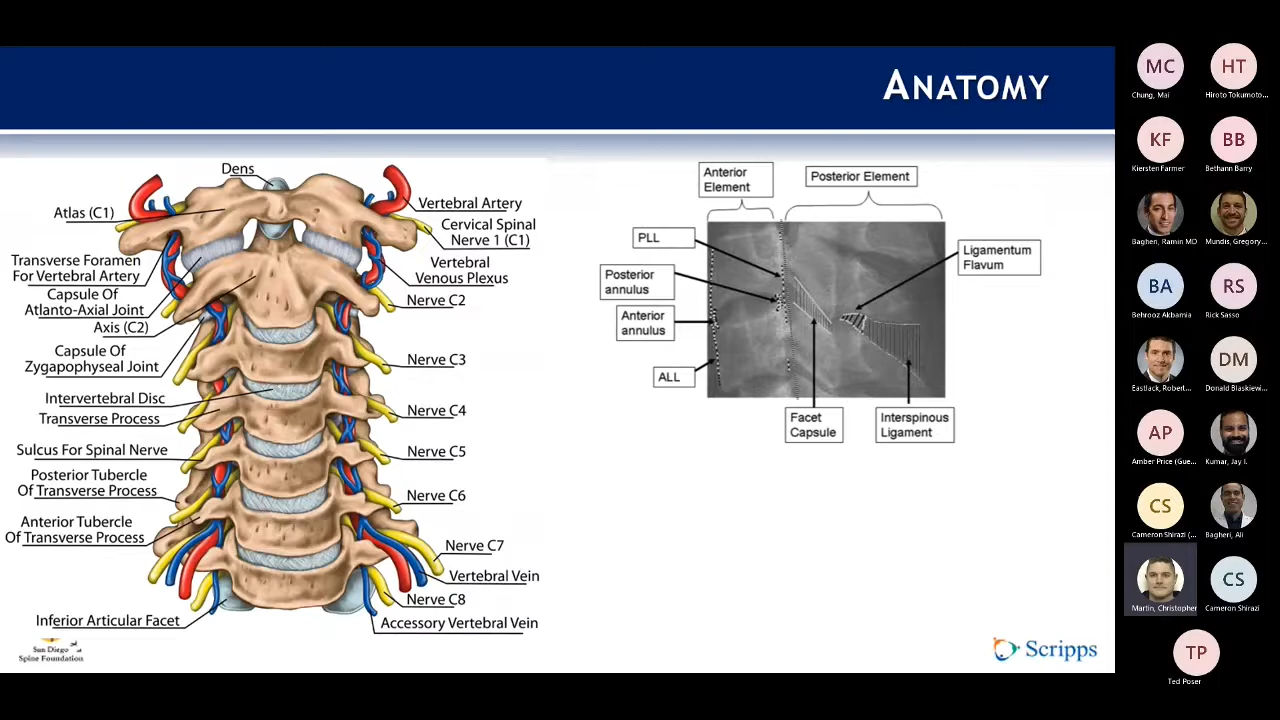 ANATOMY
Dens
Atlas (C1)
Transverse Foramen
For Vertebral Artery
Capsule Of
Atlanto-Axial Joint
Axis (C2)
Capsule Of
Zygapophyseal Joint
Intervertebral Disc
Transverse Process
Sulcus For Spinal Nerve
Posterior Tubercle
Of Transverse Process
Anterior Tubercle
Of Transverse Process
Inferior Articular Facet
Vertebral Artery
Cervical Spinal
Nerve 1 (C1)
Vertebral
Venous Plexus
Nerve C2
Nerve C3
Nerve C4
Nerve C5
Nerve C6
Nerve C7
Vertebral Vein
Nerve C8
Accessory Vertebral Vein
Anterior
Element
Posterior Element
PLL
Posterior
annulus
Anterior
annulus
ALL
Ligamentum
Flavum
Facet
Capsule
Interspinous
Ligament
San Diego
Spine Foundation
Scripps
MC
Chung, Mai
HT
Hiroto Tokumoto...
KF
Kiersten Farmer
BB
Bethann Barry
Bagheri, Ramin MD
Mundis, Gregory...
BA
Behrooz Akbarnia
RS
Rick Sasso
Eastlack, Robert...
DM
Donald Blaskiewi...
AP
Amber Price (Gue...
Kumar, Jay I.
CS
Cameron Shirazi (...
Bagheri, Ali
Martin, Christopher
CS
Cameron Shirazi
TP
Ted Poser